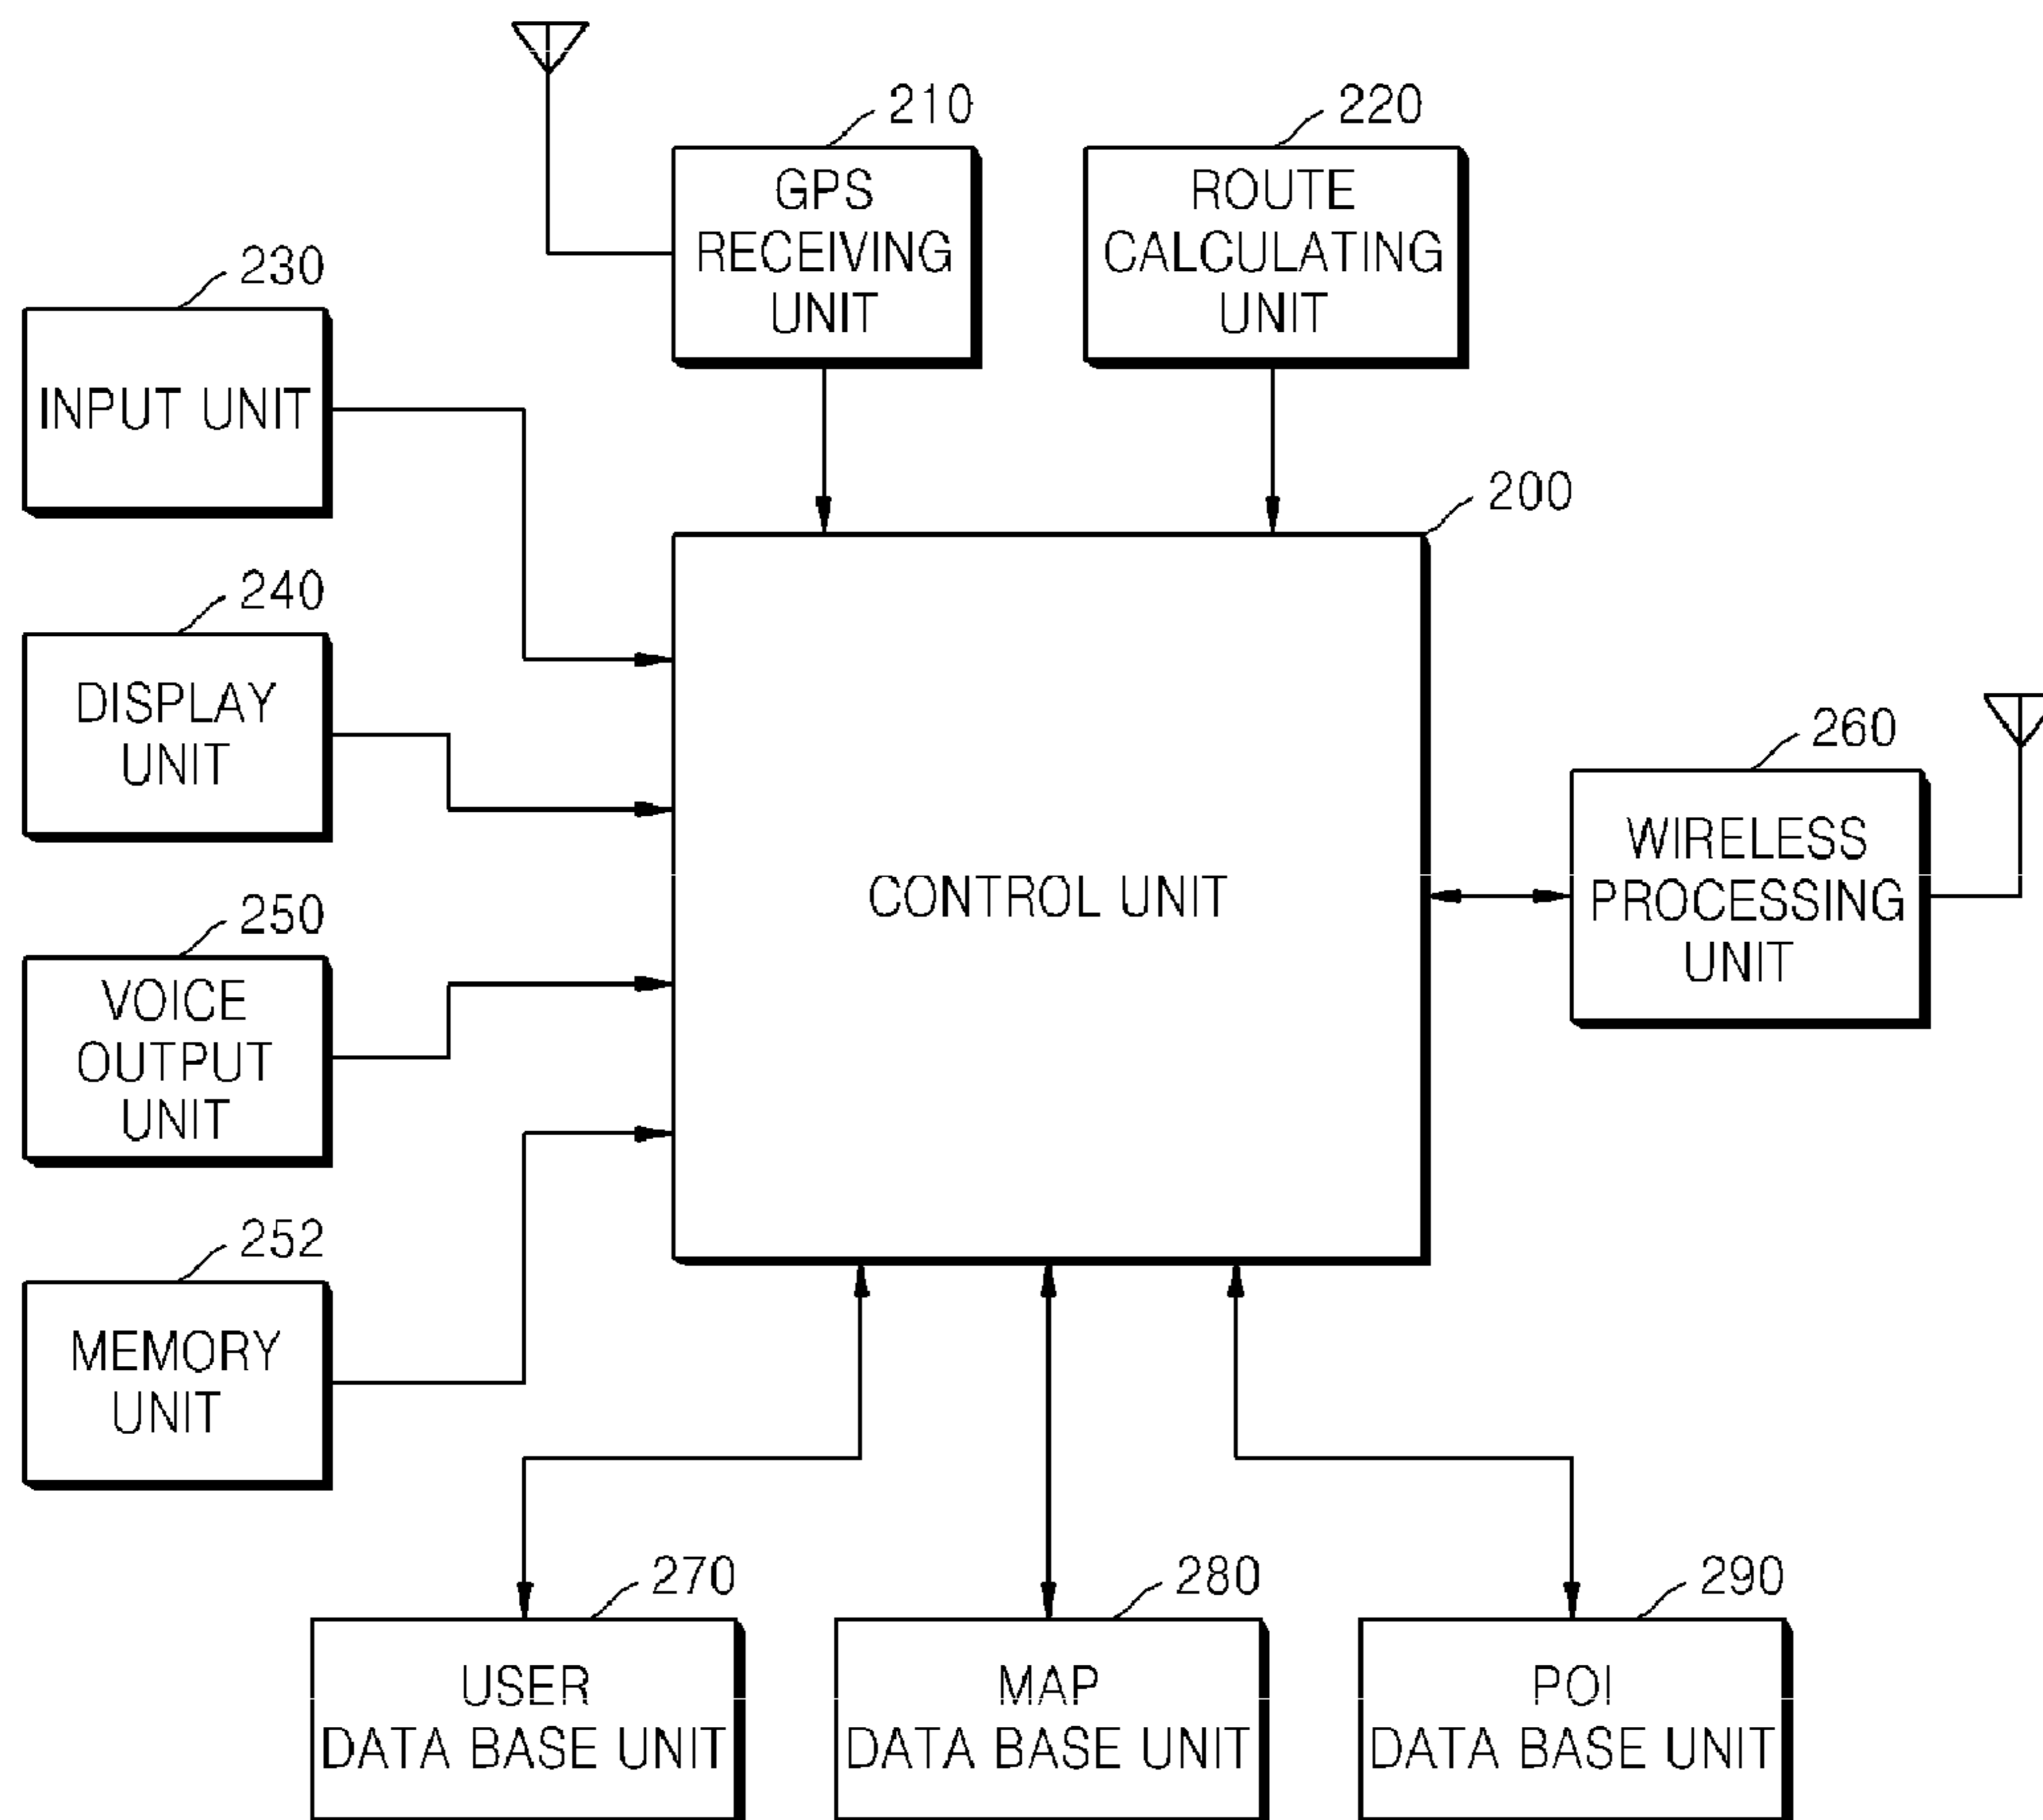 210
GPS
RECEIVING
UNIT
220
ROUTE
CALCULATING
UNIT
230
INPUT UNIT
200
CONTROL UNIT
240
DISPLAY
UNIT
260
WIRELESS
PROCESSING
UNIT
250
VOICE
OUTPUT
UNIT
252
MEMORY
UNIT
270
USER
DATA BASE UNIT
280
MAP
DATA BASE UNIT
290
POI
DATA BASE UNIT